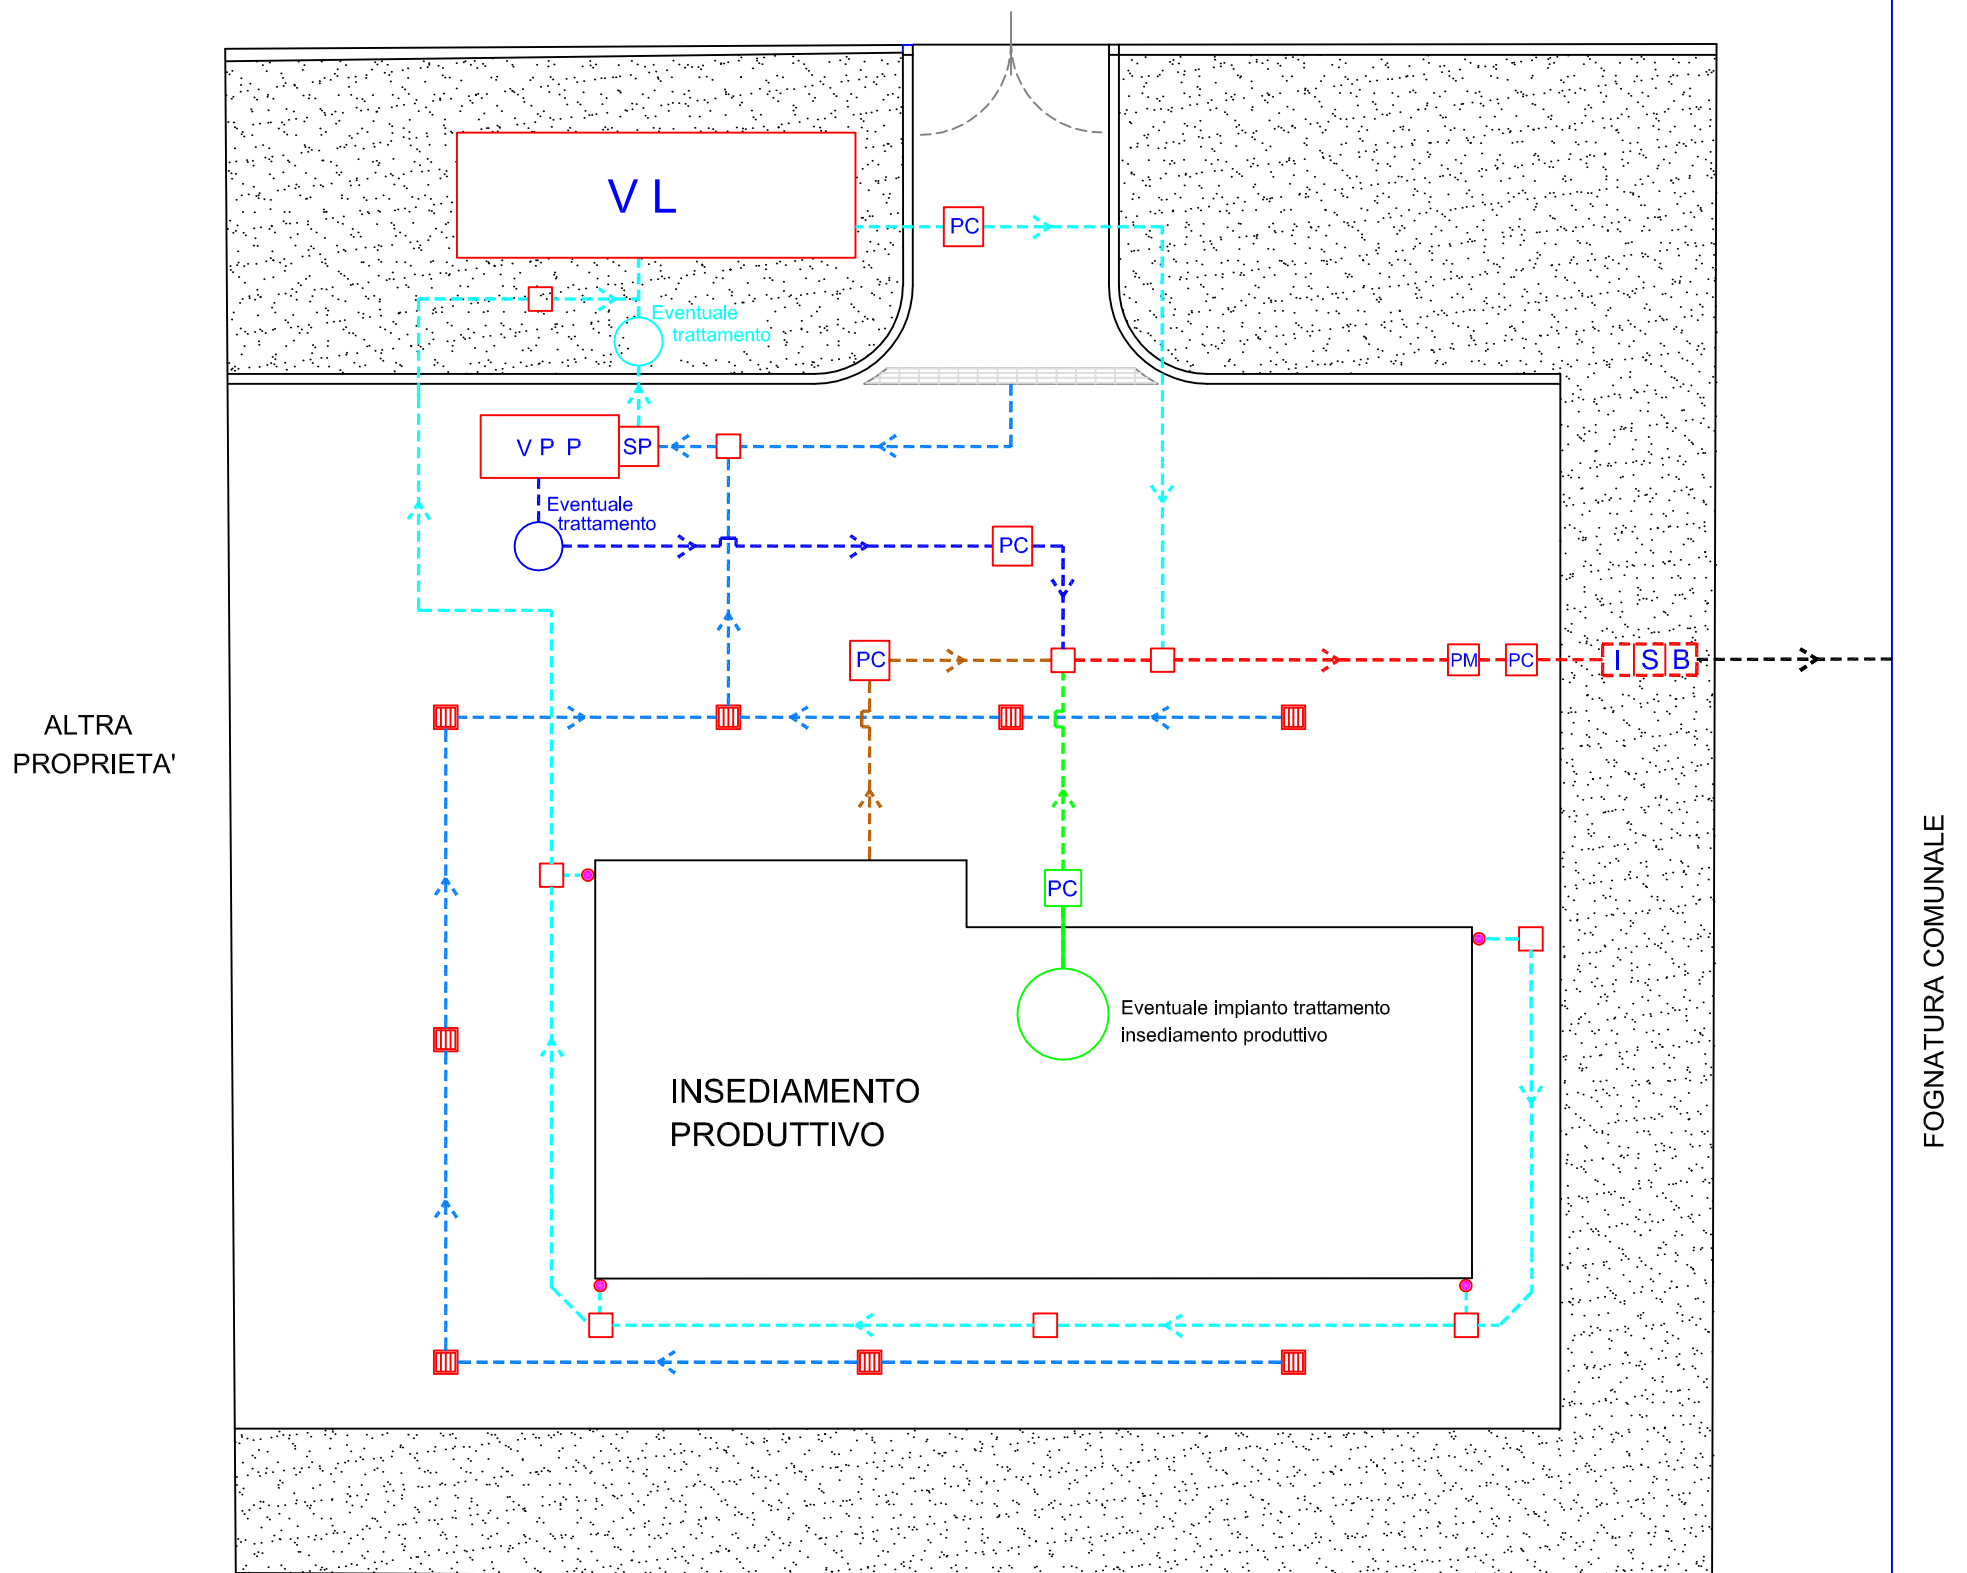 V L
PC
Eventuale
trattamento
V P P
SP
Eventuale
trattamento
PC
PC
PM
PC
I S B
ALTRA
PROPRIETA'
PC
FOGNATURA COMUNALE
Eventuale impianto trattamento
insediamento produttivo
INSEDIAMENTO
PRODUTTIVO